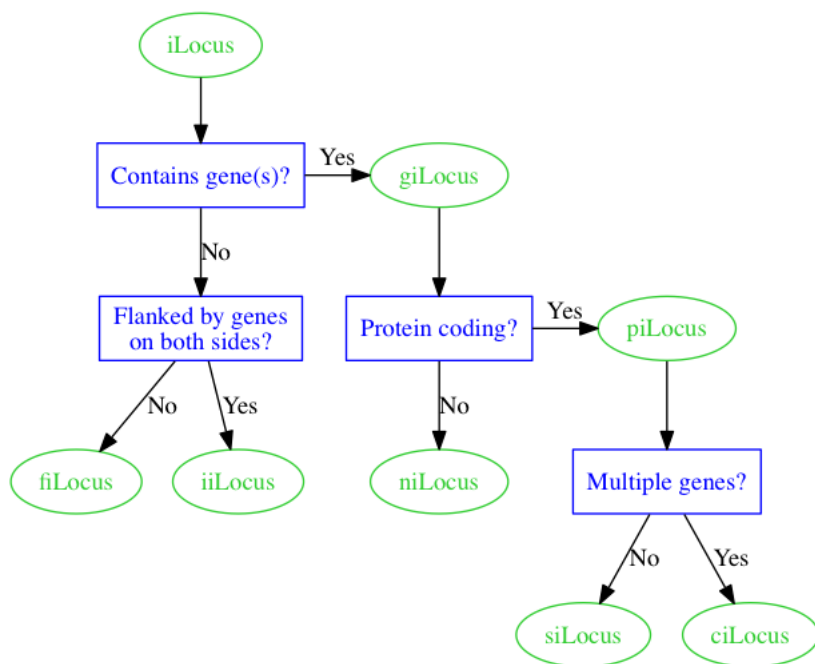 iLocus
Contains gene(s)?
Yes
giLocus
No
Flanked by genes
on both sides?
Protein coding?
Yes
piLocus
No
Yes
No
fiLocus
iiLocus
niLocus
Multiple genes?
No
Yes
siLocus
ciLocus